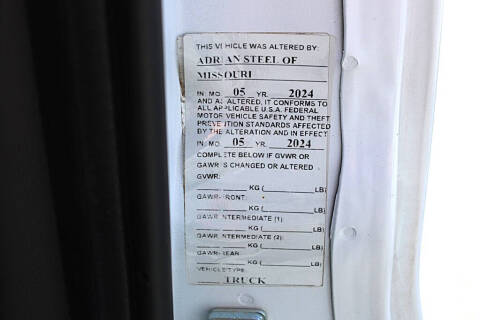 THIS VEHICLE WAS ALTERED BY:
ADRIAN STEEL OF
MISSOURI
IN: MO. 05 YR. 2024
AND AS ALTERED, IT CONFORMS TO
ALL APPLICABLE U.S.A. FEDERAL
MOTOR VEHICLE SAFETY AND THEFT
PREVENTION STANDARDS AFFECTED
BY THE ALTERATION AND IN EFFECT
IN: MO. 05 YR. 2024
COMPLETE BELOW IF GVWR OR
GAWR IS CHANGED OR ALTERED
GVWR:
KG ( LB)
GAWR-FRONT:
KG ( LB)
GAWR-INTERMEDIATE (1)
KG ( LB)
GAWR-INTERMEDIATE (2)
KG ( LB)
GAWR-REAR
KG ( LB)
VEHICLE TYPE
TRUCK